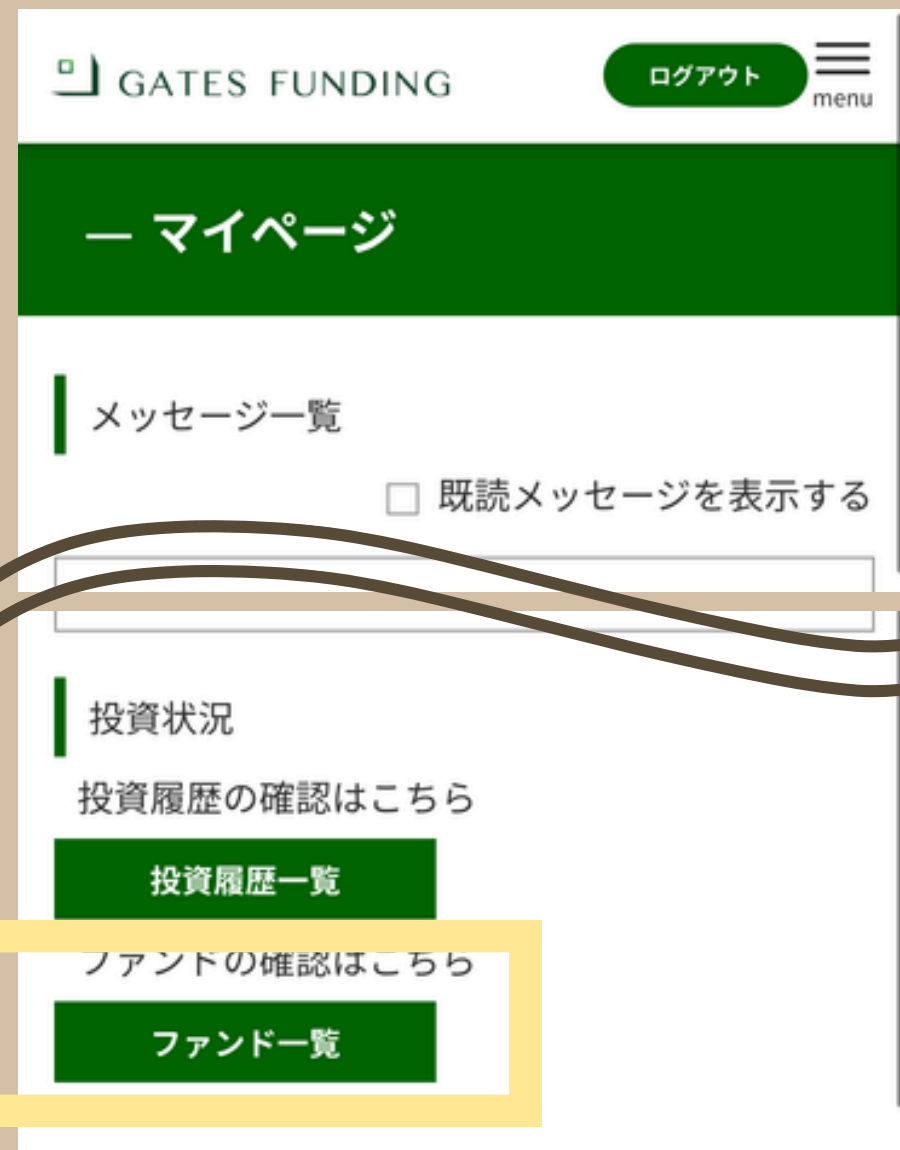 GATES FUNDING
ログアウト
menu
― マイページ
メッセージ一覧
既読メッセージを表示する
投資状況
投資履歴の確認はこちら
投資履歴一覧
ファンドの確認はこちら
ファンド一覧